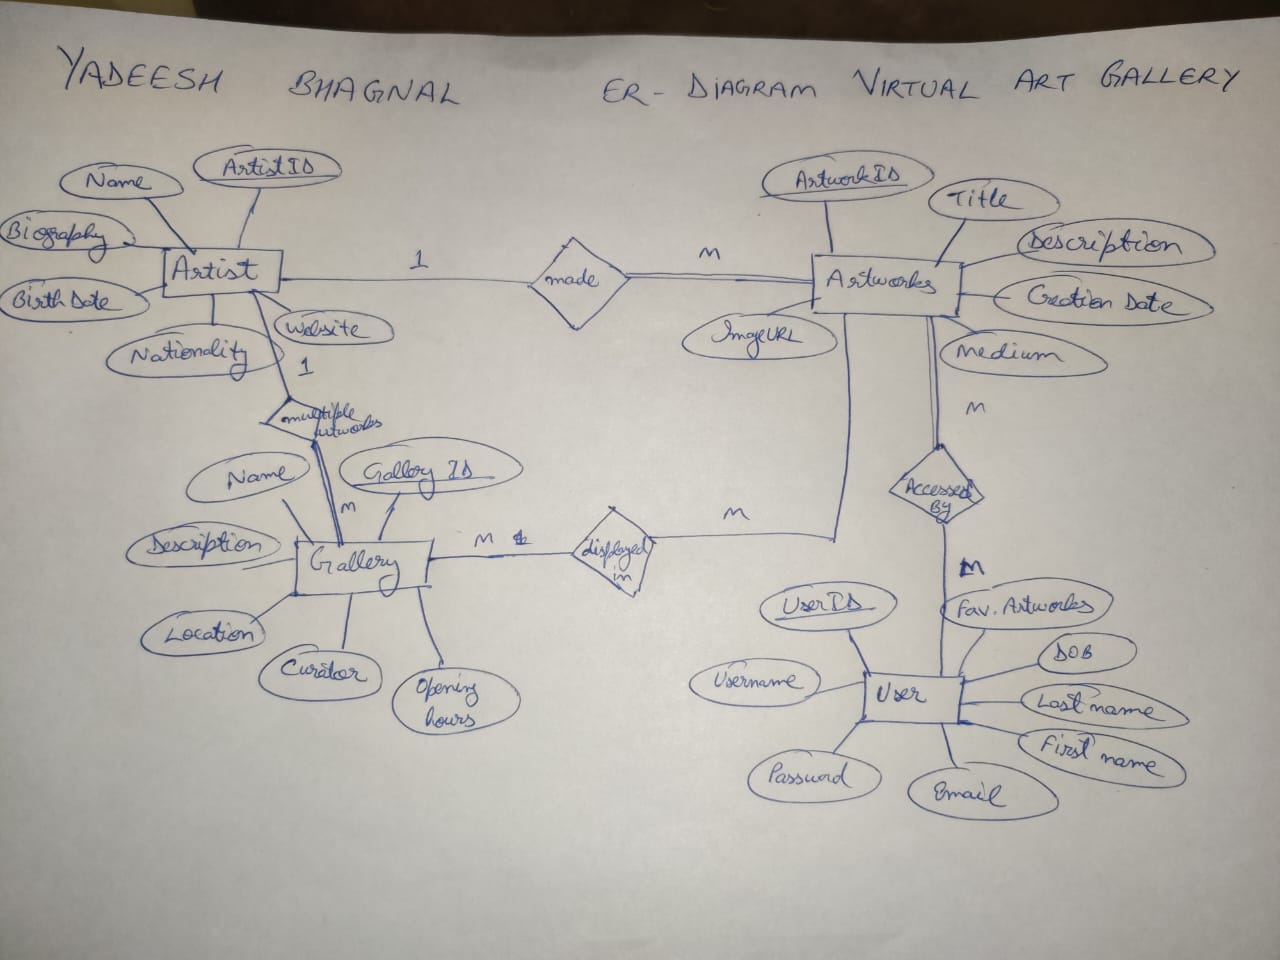 YADEESH BHAGNAL ER-DIAGRAM VIRTUAL ART GALLERY
Name
ArtistID
Biography
Artist
Birth Date
Nationality
Website
1
made
M
ArtworkID
Title
Description
Artworks
Creation Date
ImageURL
Medium
1
multiple
artworks
M
M
Accessed
By
M
Name
Gallery ID
Description
Gallery
Location
Curator
Opening
hours
M
displayed
in
M
UserID
Fav. Artworks
DOB
Username
User
Last name
First name
Password
Email